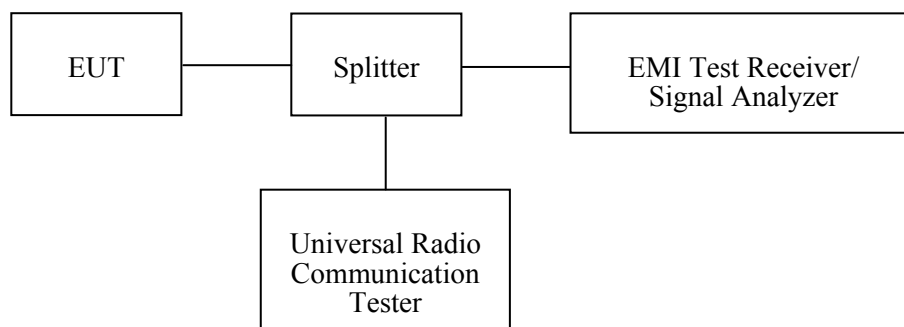 EUT
Splitter
EMI Test Receiver/
Signal Analyzer
Universal Radio
Communication
Tester